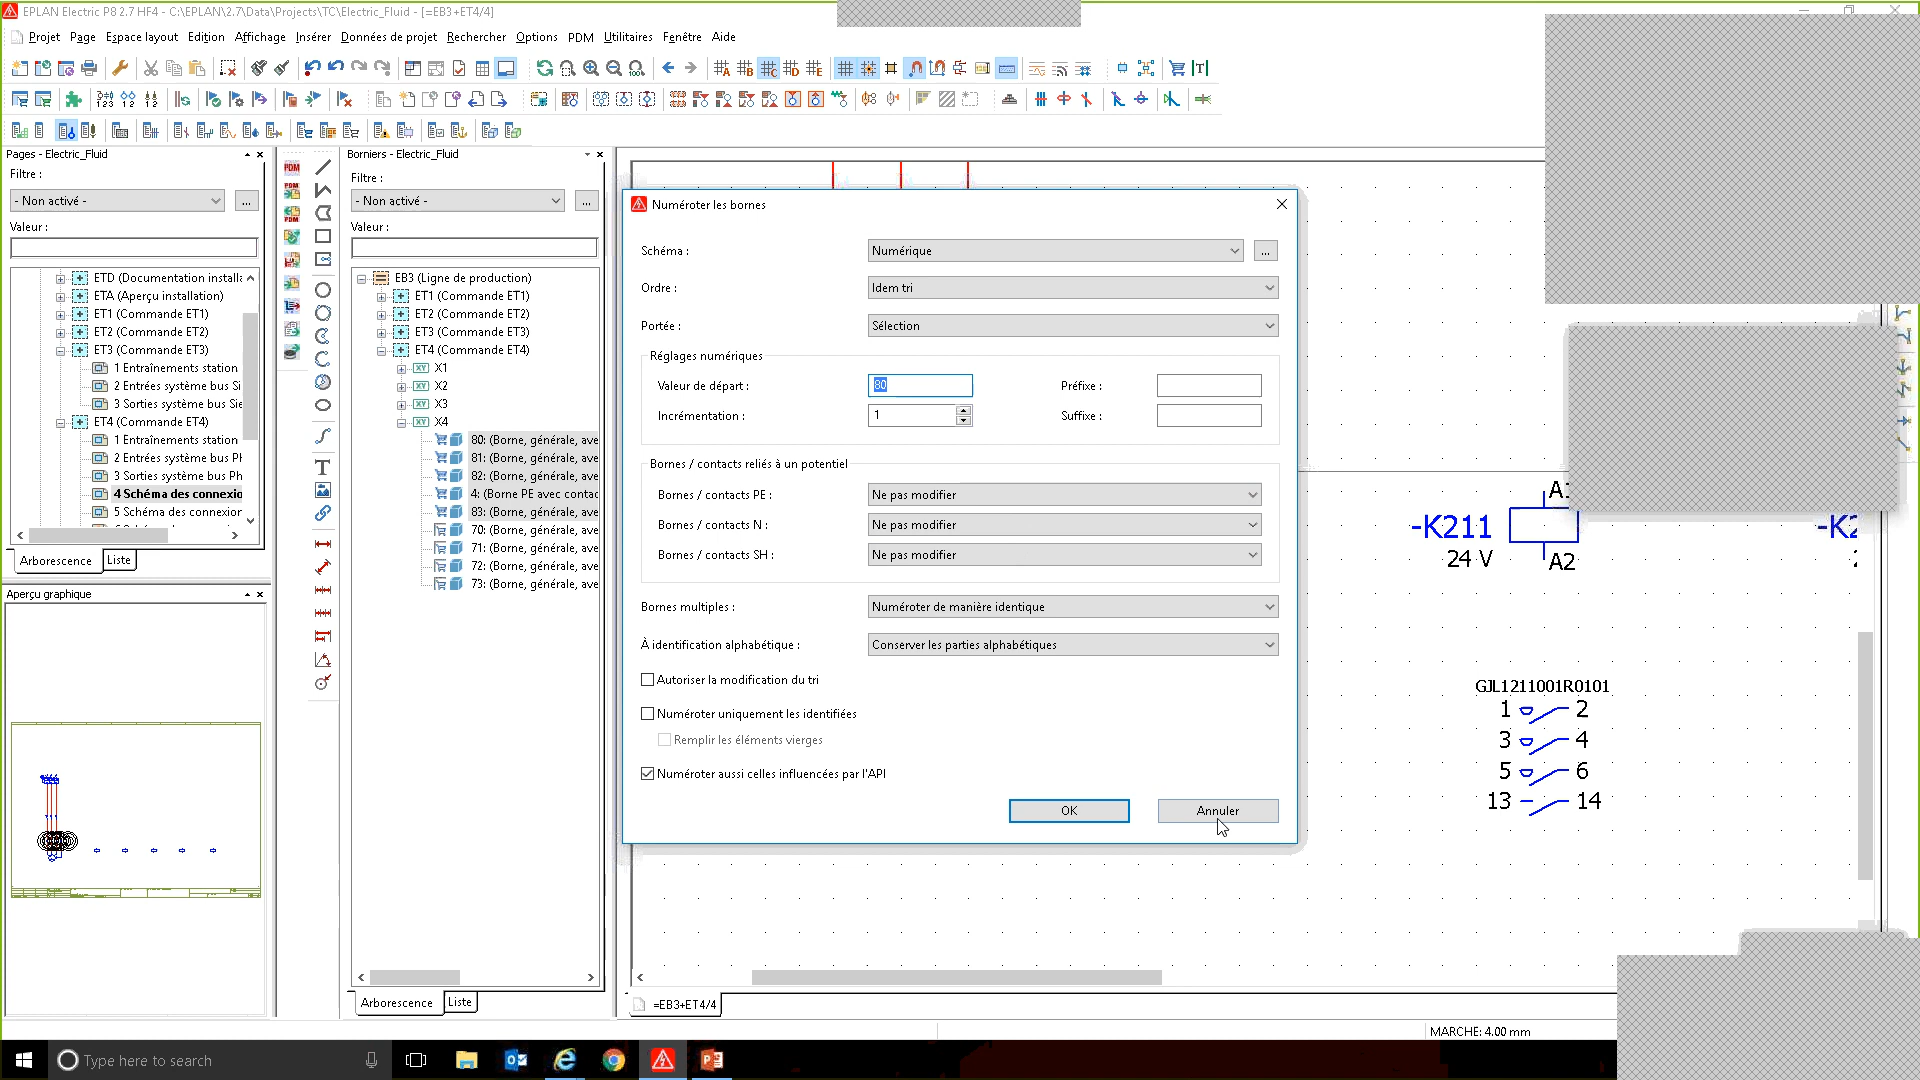 EPLAN Electric P8 2.7 HF4 - C:\EPLAN\2.7\Data\Projects\TC\Electric_Fluid - [=EB3+ET4/4]
Projet Page Espace layout Edition Affichage Insérer Données de projet Rechercher Options PDM Utilitaires Fenêtre Aide
Pages - Electric_Fluid
Filtre :
- Non activé -
...
Valeur :
ETD (Documentation install
ETA (Aperçu installation)
ET1 (Commande ET1)
ET2 (Commande ET2)
ET3 (Commande ET3)
1 Entraînements station
2 Entrées système bus Si
3 Sorties système bus Sie
ET4 (Commande ET4)
1 Entraînements station
2 Entrées système bus Ph
3 Sorties système bus Ph
4 Schéma des connexio
5 Schéma des connexion
Arborescence
Liste
Aperçu graphique
PDM
Borniers - Electric_Fluid
Filtre :
- Non activé -
...
Valeur :
EB3 (Ligne de production)
ET1 (Commande ET1)
ET2 (Commande ET2)
ET3 (Commande ET3)
ET4 (Commande ET4)
X1
X2
X3
X4
80: (Borne, générale, ave
81: (Borne, générale, ave
82: (Borne, générale, ave
4: (Borne PE avec contac
83: (Borne, générale, ave
70: (Borne, générale, ave
71: (Borne, générale, ave
72: (Borne, générale, ave
73: (Borne, générale, ave
Arborescence
Liste
Numéroter les bornes
Schéma :
Numérique
...
Ordre :
Idem tri
Portée :
Sélection
Réglages numériques
Valeur de départ :
80
Préfixe :
Incrémentation :
1
Suffixe :
Bornes / contacts reliés à un potentiel
Bornes / contacts PE :
Ne pas modifier
Bornes / contacts N :
Ne pas modifier
Bornes / contacts SH :
Ne pas modifier
Bornes multiples :
Numéroter de manière identique
À identification alphabétique :
Conserver les parties alphabétiques
Autoriser la modification du tri
Numéroter uniquement les identifiées
Remplir les éléments vierges
Numéroter aussi celles influencées par l'API
OK
Annuler
-K211
24 V
A1
A2
-K2
GJL1211001R0101
1 2
3 4
5 6
13 14
=EB3+ET4/4
MARCHE: 4.00 mm
Type here to search